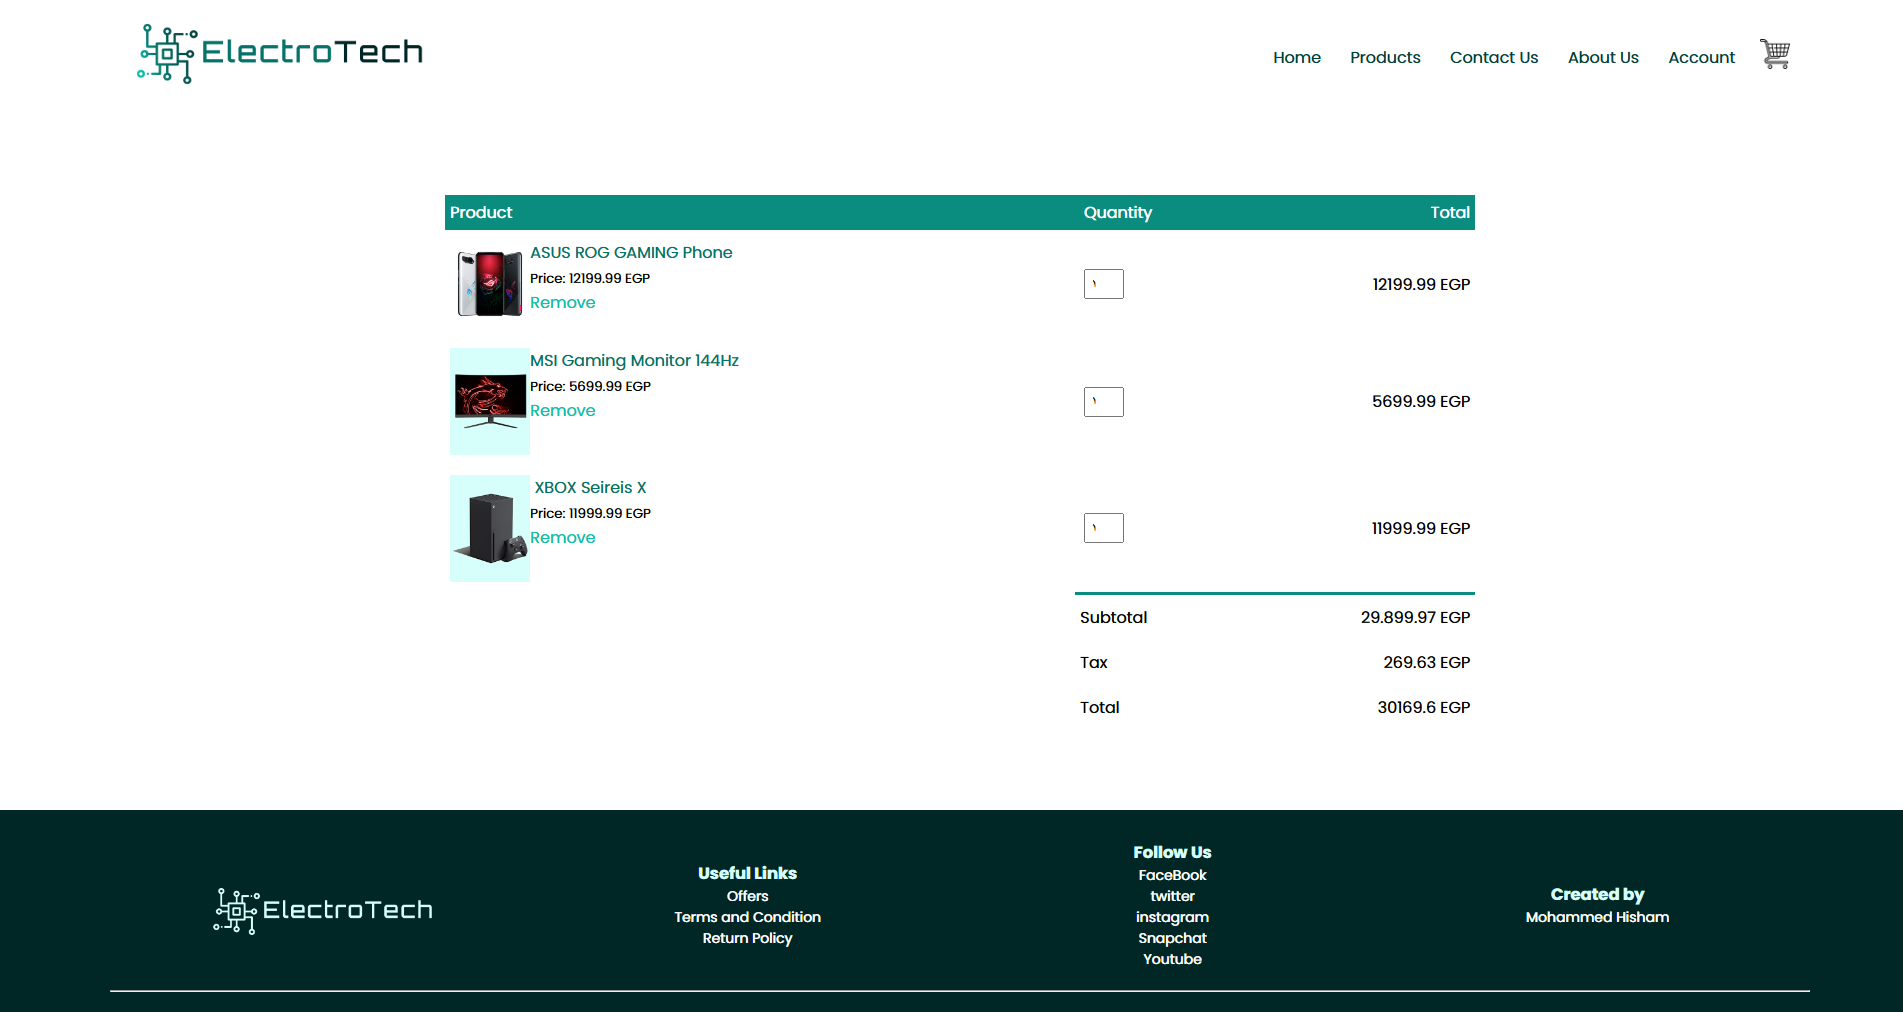 ElectroTech
Home Products Contact Us About Us Account
Product Quantity Total
ASUS ROG GAMING Phone
Price: 12199.99 EGP
Remove
١
12199.99 EGP
MSI Gaming Monitor 144Hz
Price: 5699.99 EGP
Remove
١
5699.99 EGP
XBOX Seireis X
Price: 11999.99 EGP
Remove
١
11999.99 EGP
Subtotal 29.899.97 EGP
Tax 269.63 EGP
Total 30169.6 EGP
ElectroTech
Useful Links
Offers
Terms and Condition
Return Policy
Follow Us
FaceBook
twitter
instagram
Snapchat
Youtube
Created by
Mohammed Hisham